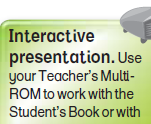 Interactive
presentation. Use
your Teacher's Multi-
ROM to work with the
Student's Book or with